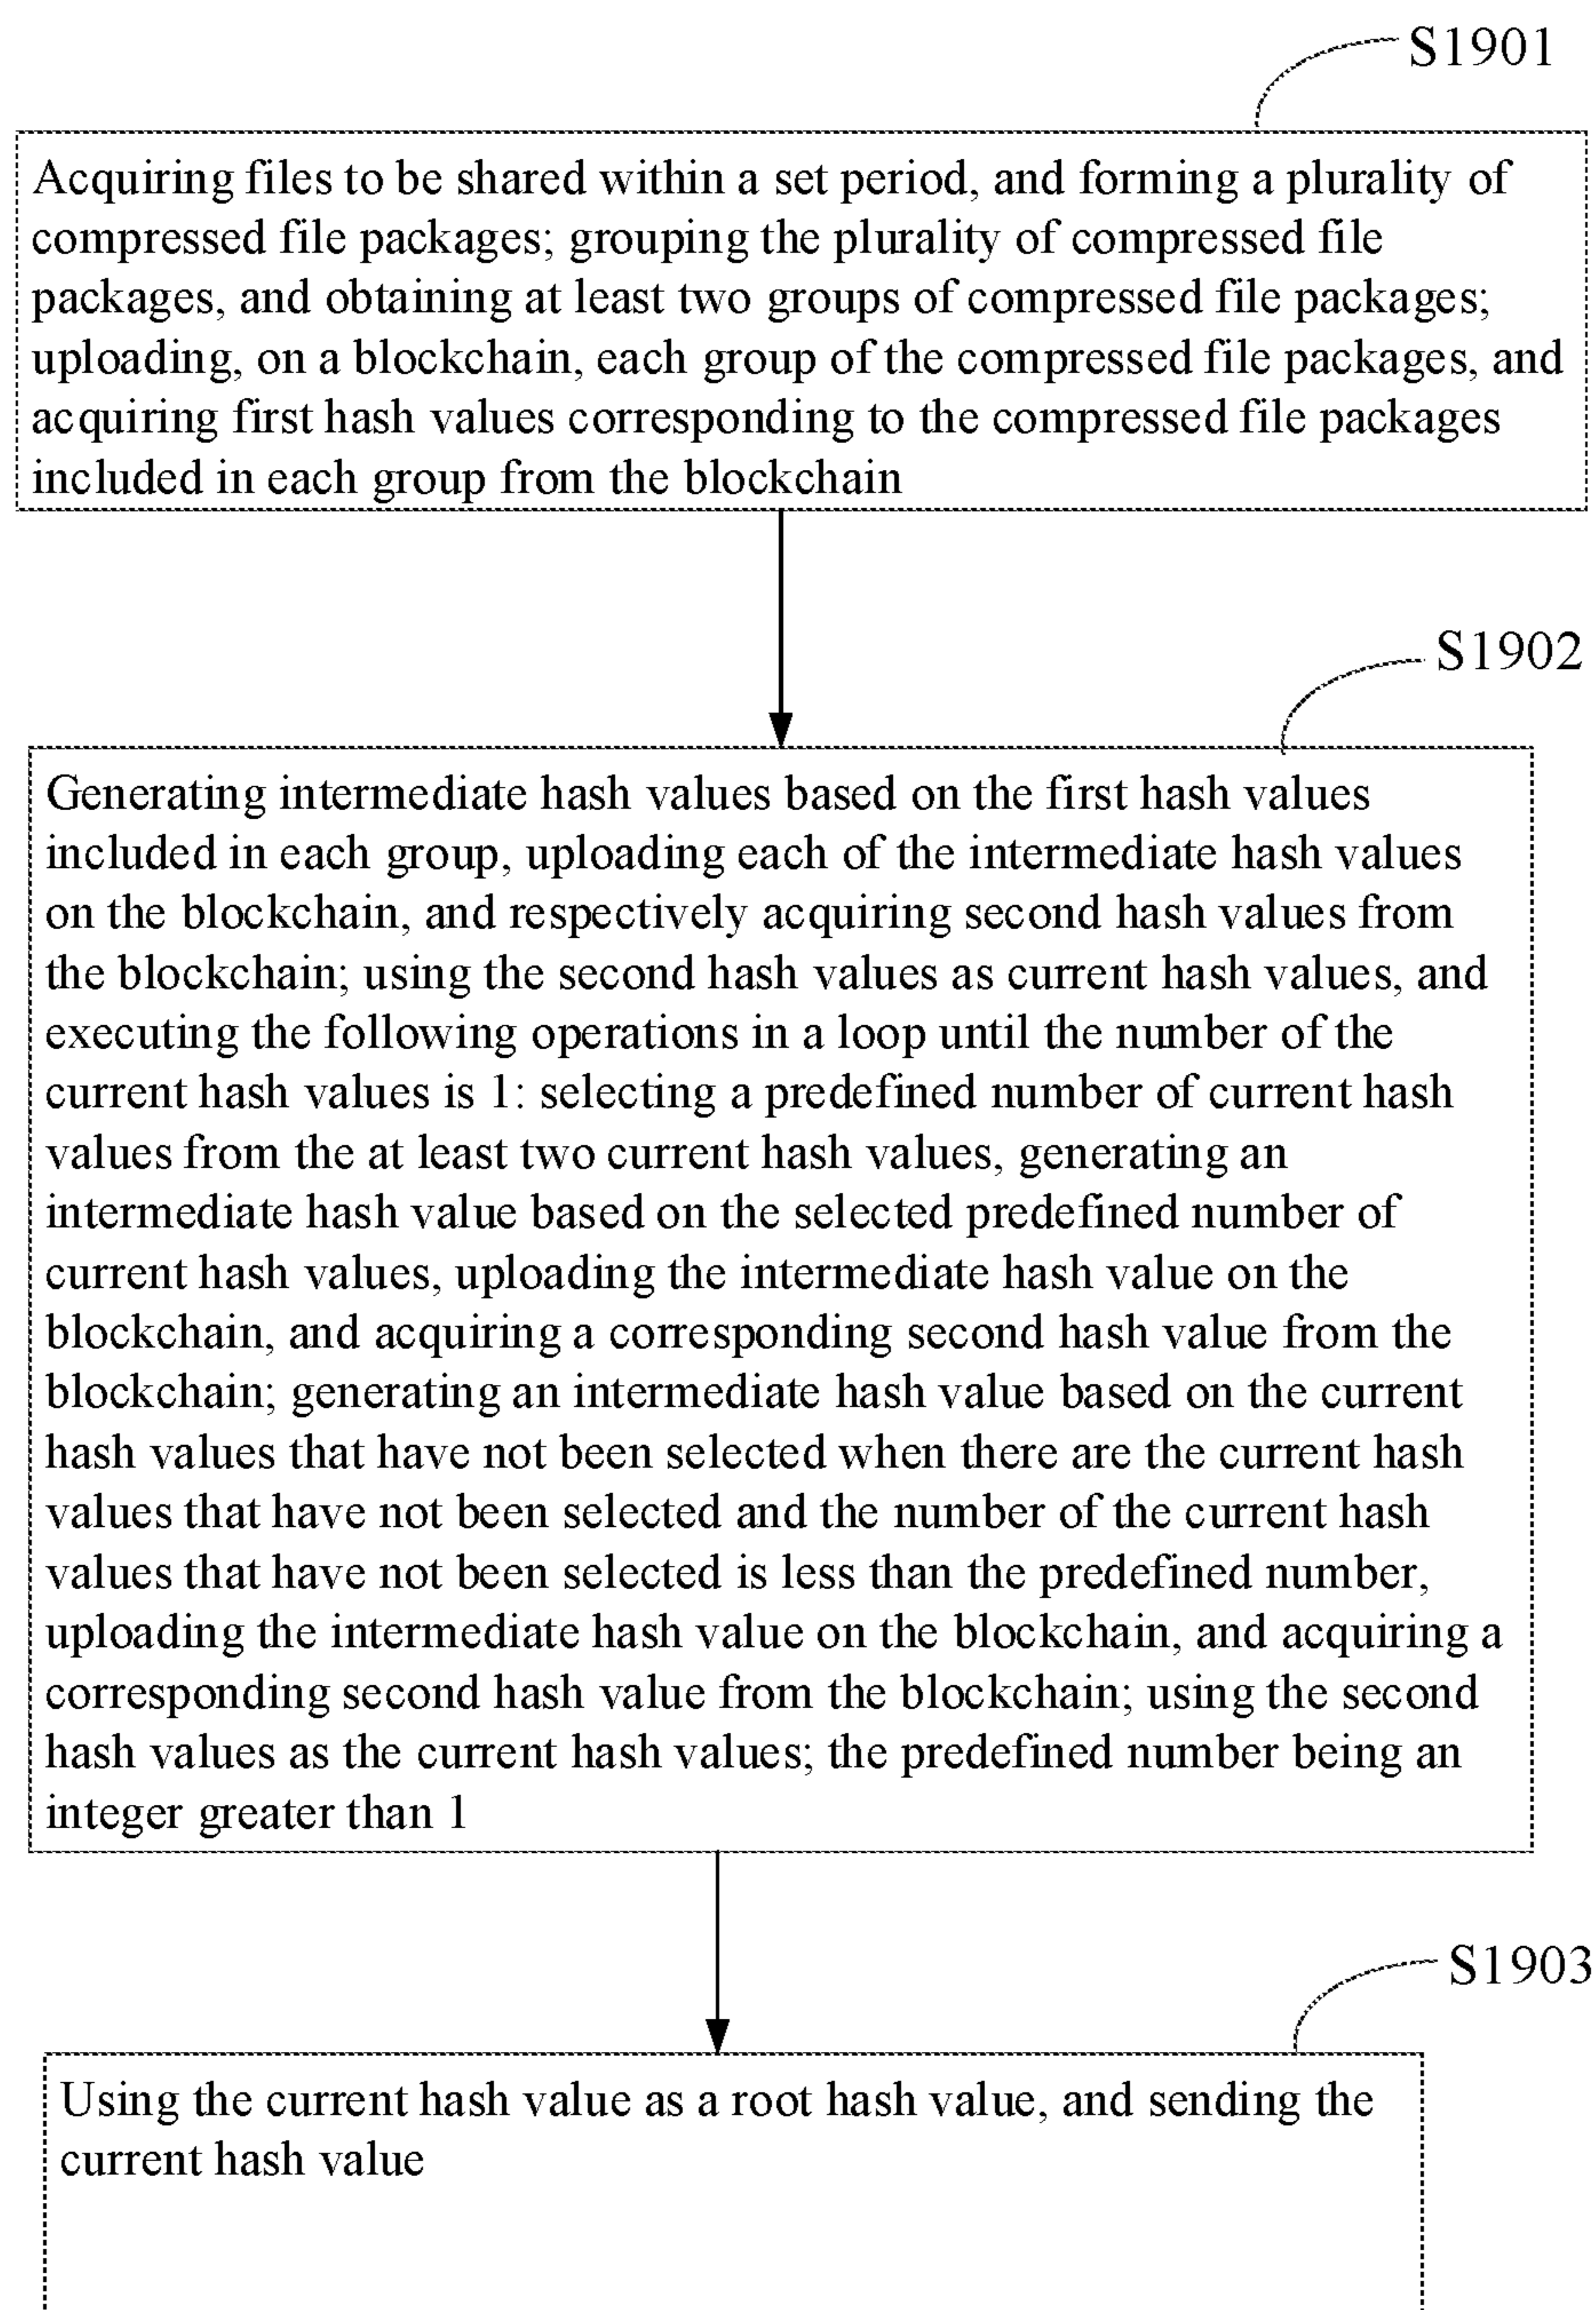 S1901
Acquiring files to be shared within a set period, and forming a plurality of
compressed file packages; grouping the plurality of compressed file
packages, and obtaining at least two groups of compressed file packages;
uploading, on a blockchain, each group of the compressed file packages, and
acquiring first hash values corresponding to the compressed file packages
included in each group from the blockchain
S1902
Generating intermediate hash values based on the first hash values
included in each group, uploading each of the intermediate hash values
on the blockchain, and respectively acquiring second hash values from
the blockchain; using the second hash values as current hash values, and
executing the following operations in a loop until the number of the
current hash values is 1: selecting a predefined number of current hash
values from the at least two current hash values, generating an
intermediate hash value based on the selected predefined number of
current hash values, uploading the intermediate hash value on the
blockchain, and acquiring a corresponding second hash value from the
blockchain; generating an intermediate hash value based on the current
hash values that have not been selected when there are the current hash
values that have not been selected and the number of the current hash
values that have not been selected is less than the predefined number,
uploading the intermediate hash value on the blockchain, and acquiring a
corresponding second hash value from the blockchain; using the second
hash values as the current hash values; the predefined number being an
integer greater than 1
S1903
Using the current hash value as a root hash value, and sending the
current hash value